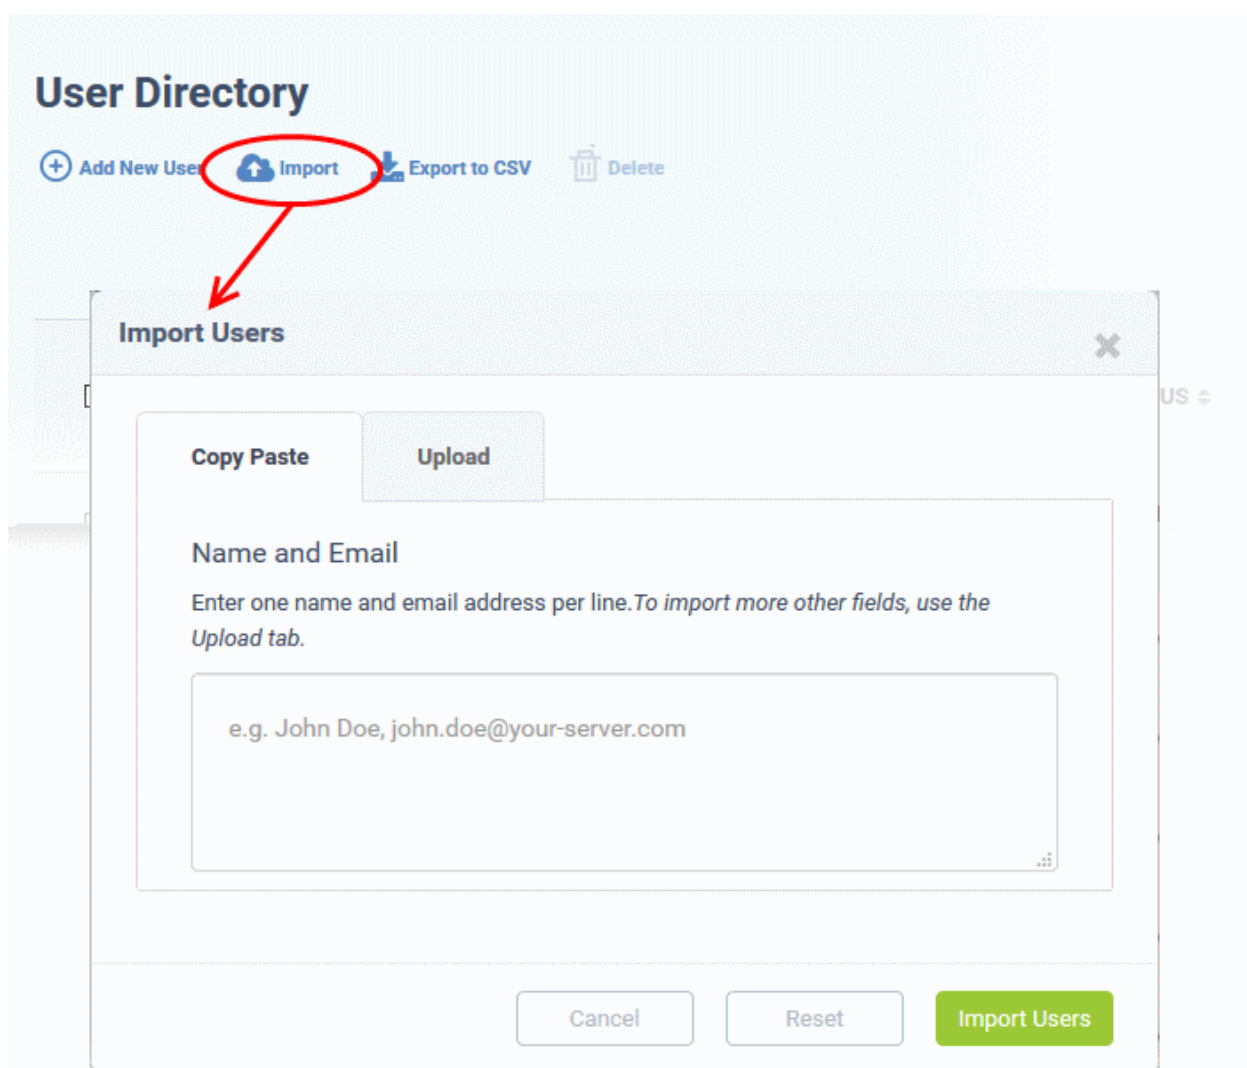 User Directory
Add New User Import Export to CSV Delete
Import Users
US
Copy Paste Upload
Name and Email
Enter one name and email address per line.To import more other fields, use the
Upload tab.
e.g. John Doe, john.doe@your-server.com
Cancel Reset Import Users